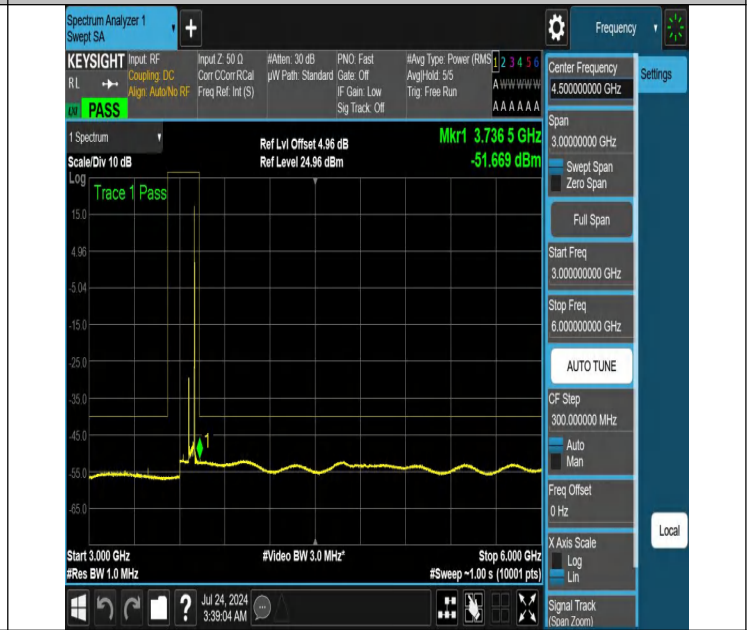 Spectrum Analyzer 1
Swept SA
+
Frequency
KEYSIGHT
RL
PASS
Input: RF
Coupling: DC
Align: Auto/No RF
Input Z: 50 Ω
Corr CCorr RCal
Freq Ref: Int (S)
#Atten: 30 dB
µW Path: Standard
PNO: Fast
Gate: Off
IF Gain: Low
Sig Track: Off
#Avg Type: Power (RMS
Avg|Hold: 5/5
Trig: Free Run
1 2 3 4 5 6
A W W W W W
A A A A A A
Center Frequency
4.500000000 GHz
Settings
1 Spectrum
Scale/Div 10 dB
Ref Lvl Offset 4.96 dB
Ref Level 24.96 dBm
Mkr1 3.736 5 GHz
-51.669 dBm
Span
3.00000000 GHz
Swept Span
Zero Span
Full Span
Start Freq
3.000000000 GHz
Stop Freq
6.000000000 GHz
AUTO TUNE
CF Step
300.000000 MHz
Auto
Man
Freq Offset
0 Hz
X Axis Scale
Log
Lin
Signal Track
(Span Zoom)
Local
Log
Trace 1 Pass
15.0
4.96
-5.04
-15.0
-25.0
-35.0
-45.0
-55.0
-65.0
1
Start 3.000 GHz
#Res BW 1.0 MHz
#Video BW 3.0 MHz*
Stop 6.000 GHz
#Sweep ~1.00 s (10001 pts)
?
Jul 24, 2024
3:39:04 AM